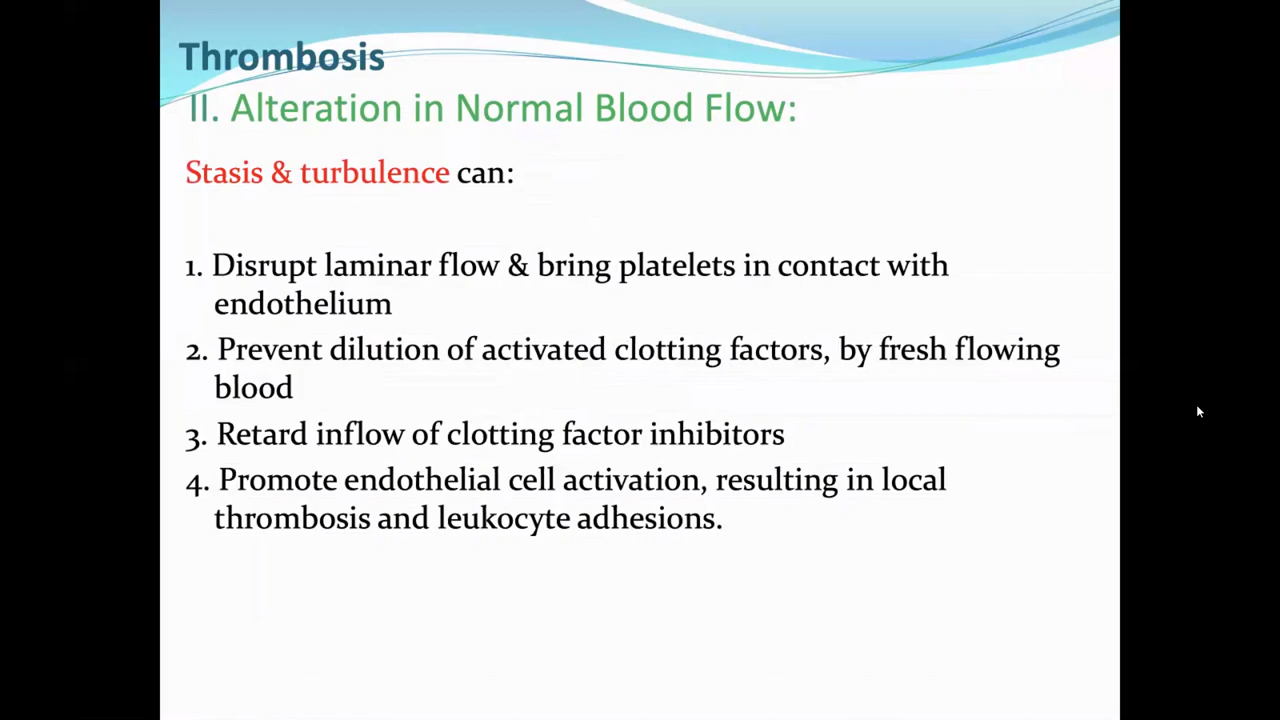 Thrombosis
II. Alteration in Normal Blood Flow:
Stasis & turbulence can:
1. Disrupt laminar flow & bring platelets in contact with
endothelium
2. Prevent dilution of activated clotting factors, by fresh flowing
blood
3. Retard inflow of clotting factor inhibitors
4. Promote endothelial cell activation, resulting in local
thrombosis and leukocyte adhesions.